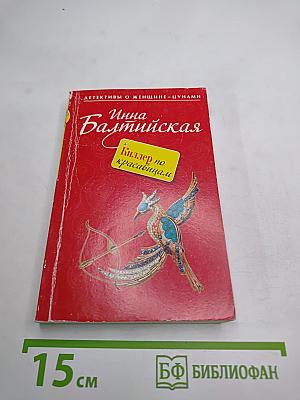 ДЕТЕКТИВЫ О ЖЕНЩИНЕ-ЦУНАМИ
Инна
Балтийская
Киллер по
красавицам
15 см
БФ БИБЛИОФАН